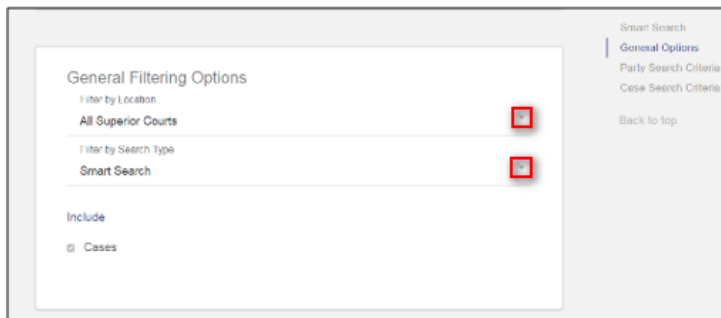 General Filtering Options
Filter by Location
All Superior Courts
Filter by Search Type
Smart Search
Include
Cases
Smart Search
General Options
Party Search Criteria
Case Search Criteria
Back to top